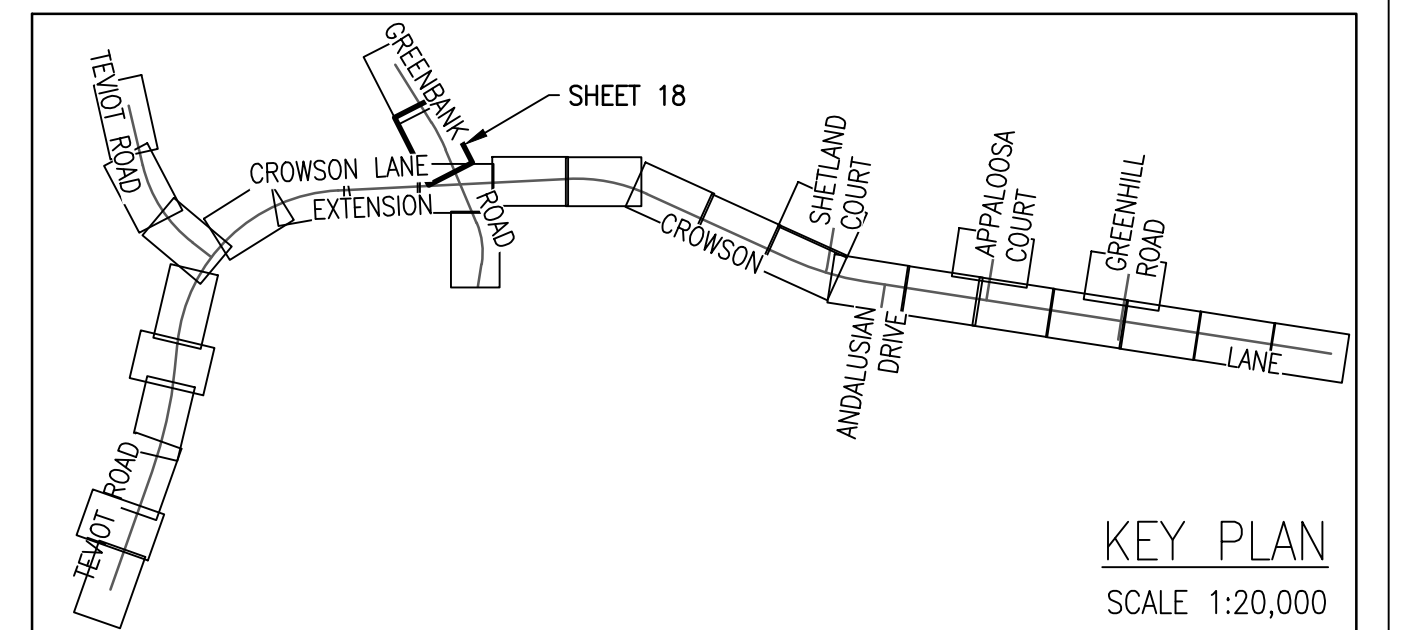 TEVIOT ROAD
GREENBANK
ROAD
SHEET 18
CROWSON LANE
EXTENSION
CROWSON
SHETLAND
COURT
APPALOOSA
COURT
GREENHILL
ROAD
ANDALUSIAN
DRIVE
LANE
TEVIOT ROAD
KEY PLAN
SCALE 1:20,000